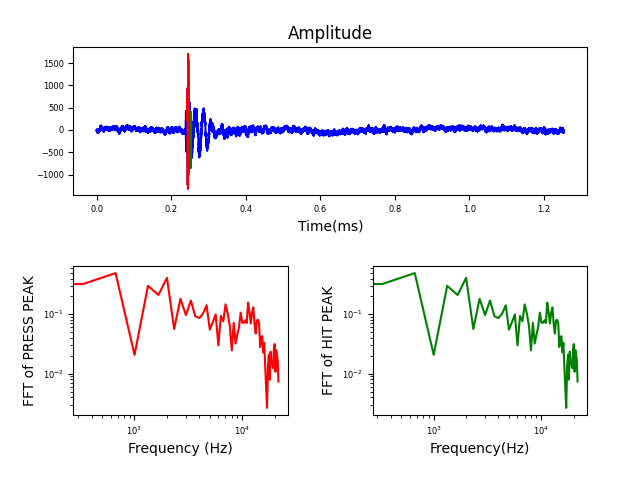 Amplitude
1500
1000
500
0
−500
−1000
0.0 0.2 0.4 0.6 0.8 1.0 1.2
Time(ms)
FFT of PRESS PEAK
10⁻¹
10⁻²
10³ 10⁴
Frequency (Hz)
FFT of HIT PEAK
10⁻¹
10⁻²
10³ 10⁴
Frequency(Hz)